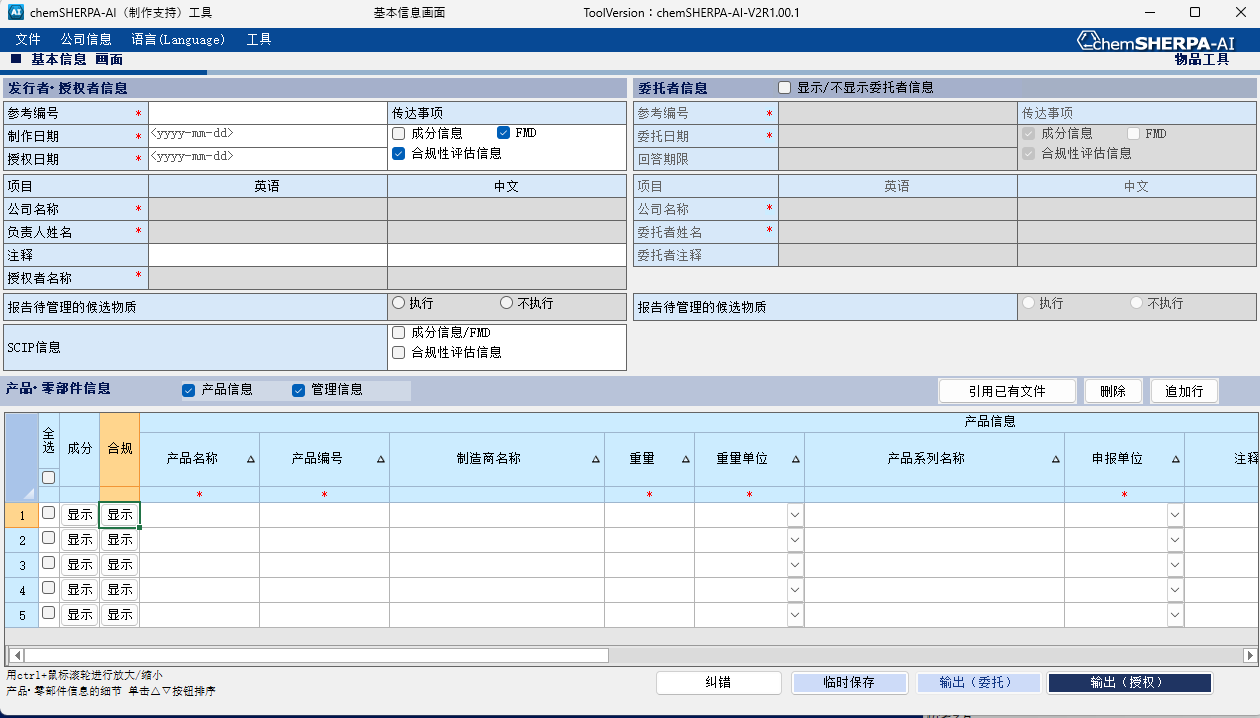 chemSHERPA-AI（制作支持）工具 基本信息画面 ToolVersion：chemSHERPA-AI-V2R1.00.1
文件 公司信息 语言(Language) 工具 chemSHERPA-AI
基本信息 画面 物品工具
发行者·授权者信息 委托者信息 显示/不显示委托者信息
参考编号 * 传达事项 参考编号 * 传达事项
制作日期 * <yyyy-mm-dd> 成分信息 FMD 委托日期 * 成分信息 FMD
授权日期 * <yyyy-mm-dd> 合规性评估信息 回答期限 合规性评估信息
项目 英语 中文 项目 英语 中文
公司名称 * 公司名称 *
负责人姓名 * 委托者姓名 *
注释 委托者注释
授权者名称 *
报告待管理的候选物质 执行 不执行 报告待管理的候选物质 执行 不执行
SCIP信息 成分信息/FMD
合规性评估信息
产品·零部件信息 产品信息 管理信息 引用已有文件 删除 追加行
产品信息
全选 成分 合规 产品名称 △ 产品编号 △ 制造商名称 △ 重量 △ 重量单位 △ 产品系列名称 △ 申报单位 △ 注释
* * * * *
1 显示 显示
2 显示 显示
3 显示 显示
4 显示 显示
5 显示 显示
用ctrl+鼠标滚轮进行放大/缩小
产品·零部件信息的细节 单击△▽按钮排序
纠错 临时保存 输出（委托） 输出（授权）